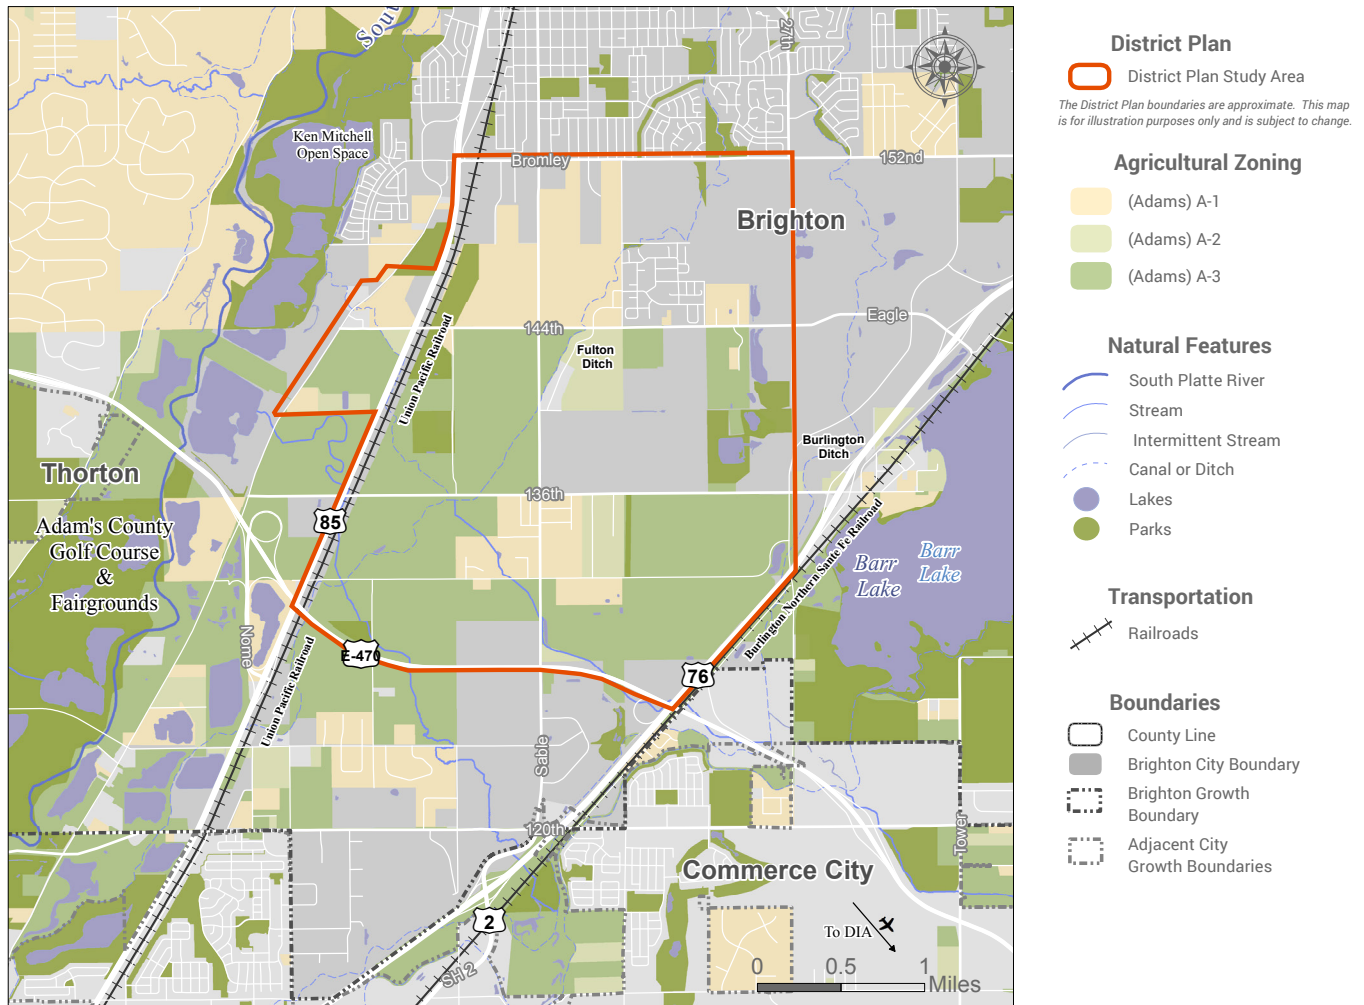 Sou
27th
Ken Mitchell
Open Space
Bromley
152nd
Brighton
Eagle
144th
Fulton
Ditch
Union Pacific Railroad
Burlington
Ditch
Thorton
136th
85
Adam's County
Golf Course
&
Fairgrounds
Barr
Lake
Barr
Lake
Burlington Northern Sante Fe Railroad
Nome
E-470
76
Union Pacific Railroad
Sable
120th
Tower
Commerce City
2
To DIA
SH 2
0 0.5 1
Miles
District Plan
District Plan Study Area
The District Plan boundaries are approximate. This map
is for illustration purposes only and is subject to change.
Agricultural Zoning
(Adams) A-1
(Adams) A-2
(Adams) A-3
Natural Features
South Platte River
Stream
Intermittent Stream
Canal or Ditch
Lakes
Parks
Transportation
Railroads
Boundaries
County Line
Brighton City Boundary
Brighton Growth
Boundary
Adjacent City
Growth Boundaries